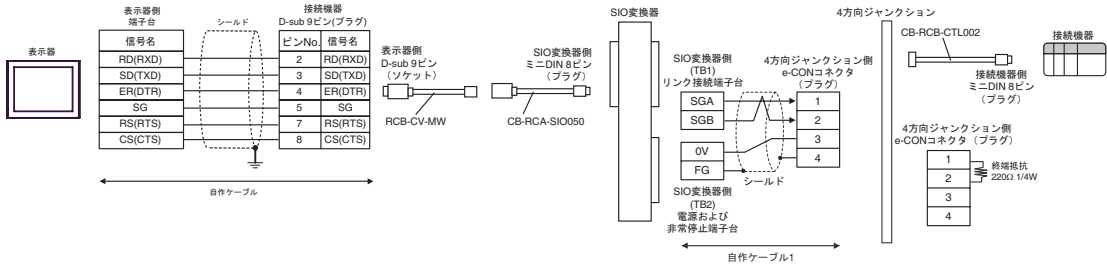 表示器
表示器側
端子台
シールド
接続機器
D-sub 9ピン(プラグ)
信号名
ピンNo. 信号名
RD(RXD) 2 RD(RXD)
SD(TXD) 3 SD(TXD)
ER(DTR) 4 ER(DTR)
SG 5 SG
RS(RTS) 7 RS(RTS)
CS(CTS) 8 CS(CTS)
自作ケーブル
表示器側
D-sub 9ピン
(ソケット)
RCB-CV-MW
SIO変換器側
ミニDIN 8ピン
(プラグ)
CB-RCA-SIO050
SIO変換器
SIO変換器側
(TB1)
リンク接続端子台
SGA
SGB
0V
FG
シールド
SIO変換器側
(TB2)
電源および
非常停止端子台
4方向ジャンクション側
e-CONコネクタ
(プラグ)
1
2
3
4
自作ケーブル1
4方向ジャンクション
CB-RCB-CTL002
接続機器側
ミニDIN 8ピン
(プラグ)
接続機器
4方向ジャンクション側
e-CONコネクタ(プラグ)
1
2
3
4
終端抵抗
220Ω 1/4W